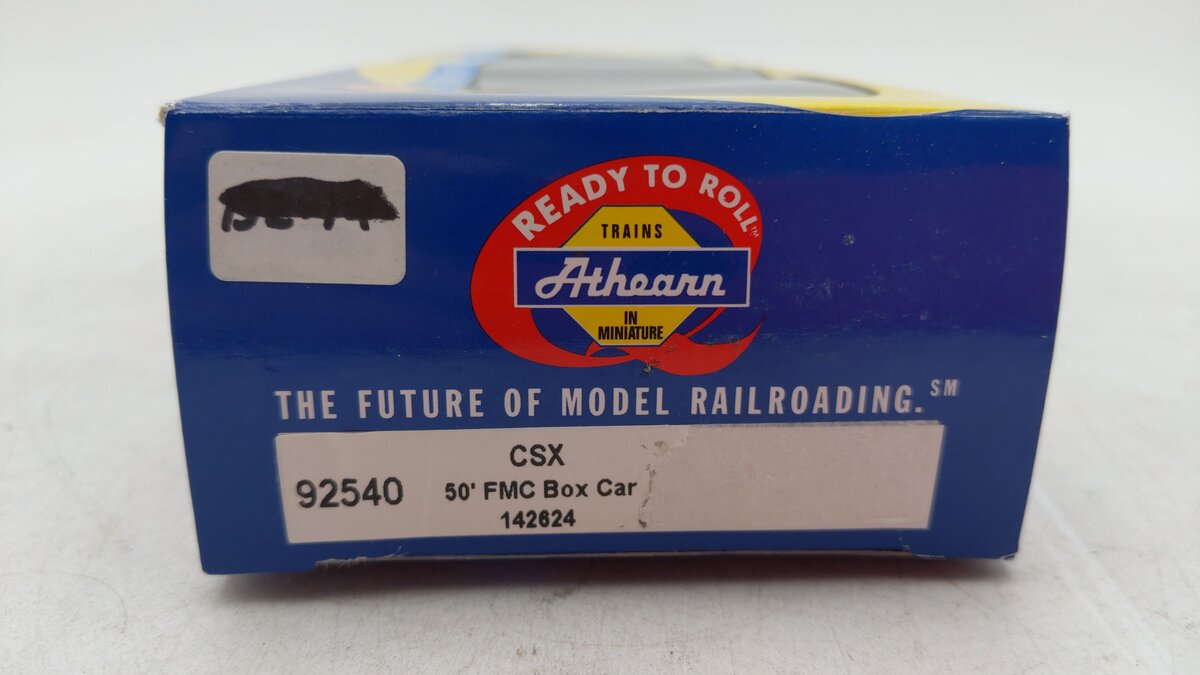 READY TO ROLL™
TRAINS
Athearn
IN
MINIATURE
THE FUTURE OF MODEL RAILROADING.℠
CSX
92540 50' FMC Box Car
142624